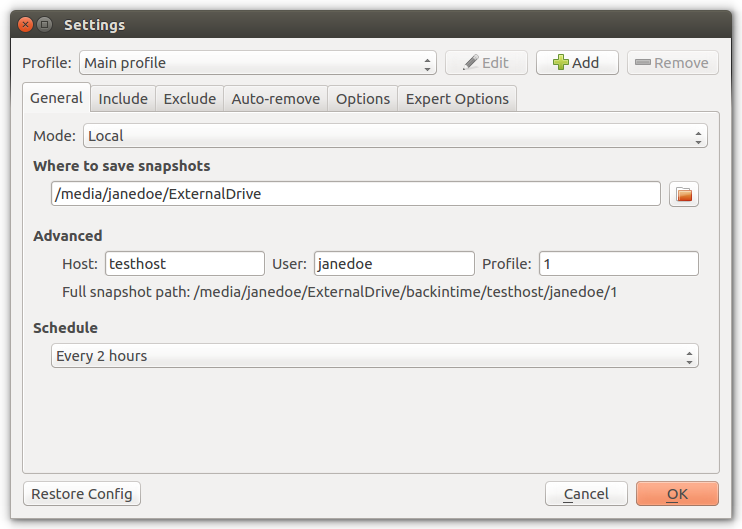 Settings
Profile: Main profile Edit Add Remove
General Include Exclude Auto-remove Options Expert Options
Mode: Local
Where to save snapshots
/media/janedoe/ExternalDrive
Advanced
Host: testhost User: janedoe Profile: 1
Full snapshot path: /media/janedoe/ExternalDrive/backintime/testhost/janedoe/1
Schedule
Every 2 hours
Restore Config Cancel OK